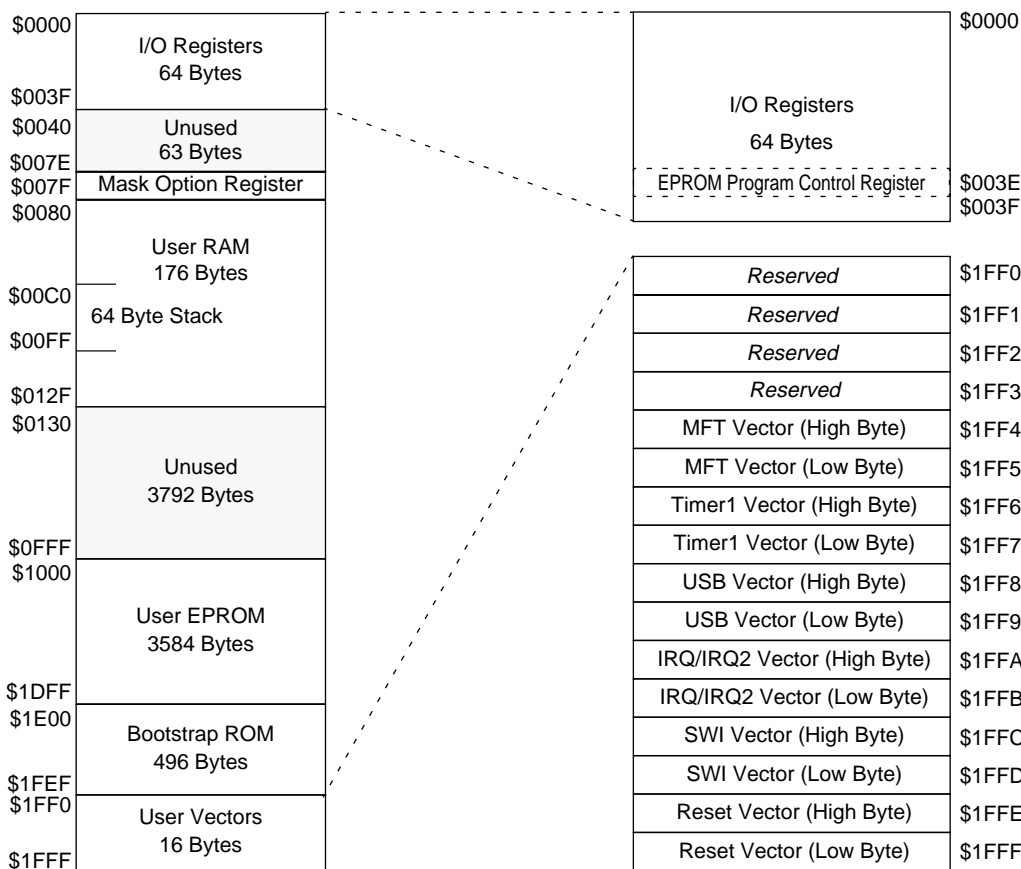 $0000
I/O Registers
64 Bytes
$003F
$0040
Unused
63 Bytes
$007E
$007F
Mask Option Register
$0080
User RAM
176 Bytes
$00C0
64 Byte Stack
$00FF
$012F
$0130
Unused
3792 Bytes
$0FFF
$1000
User EPROM
3584 Bytes
$1DFF
$1E00
Bootstrap ROM
496 Bytes
$1FEF
$1FF0
User Vectors
16 Bytes
$1FFF
$0000
I/O Registers
64 Bytes
EPROM Program Control Register $003E
$003F
Reserved $1FF0
Reserved $1FF1
Reserved $1FF2
Reserved $1FF3
MFT Vector (High Byte) $1FF4
MFT Vector (Low Byte) $1FF5
Timer1 Vector (High Byte) $1FF6
Timer1 Vector (Low Byte) $1FF7
USB Vector (High Byte) $1FF8
USB Vector (Low Byte) $1FF9
IRQ/IRQ2 Vector (High Byte) $1FFA
IRQ/IRQ2 Vector (Low Byte) $1FFB
SWI Vector (High Byte) $1FFC
SWI Vector (Low Byte) $1FFD
Reset Vector (High Byte) $1FFE
Reset Vector (Low Byte) $1FFF